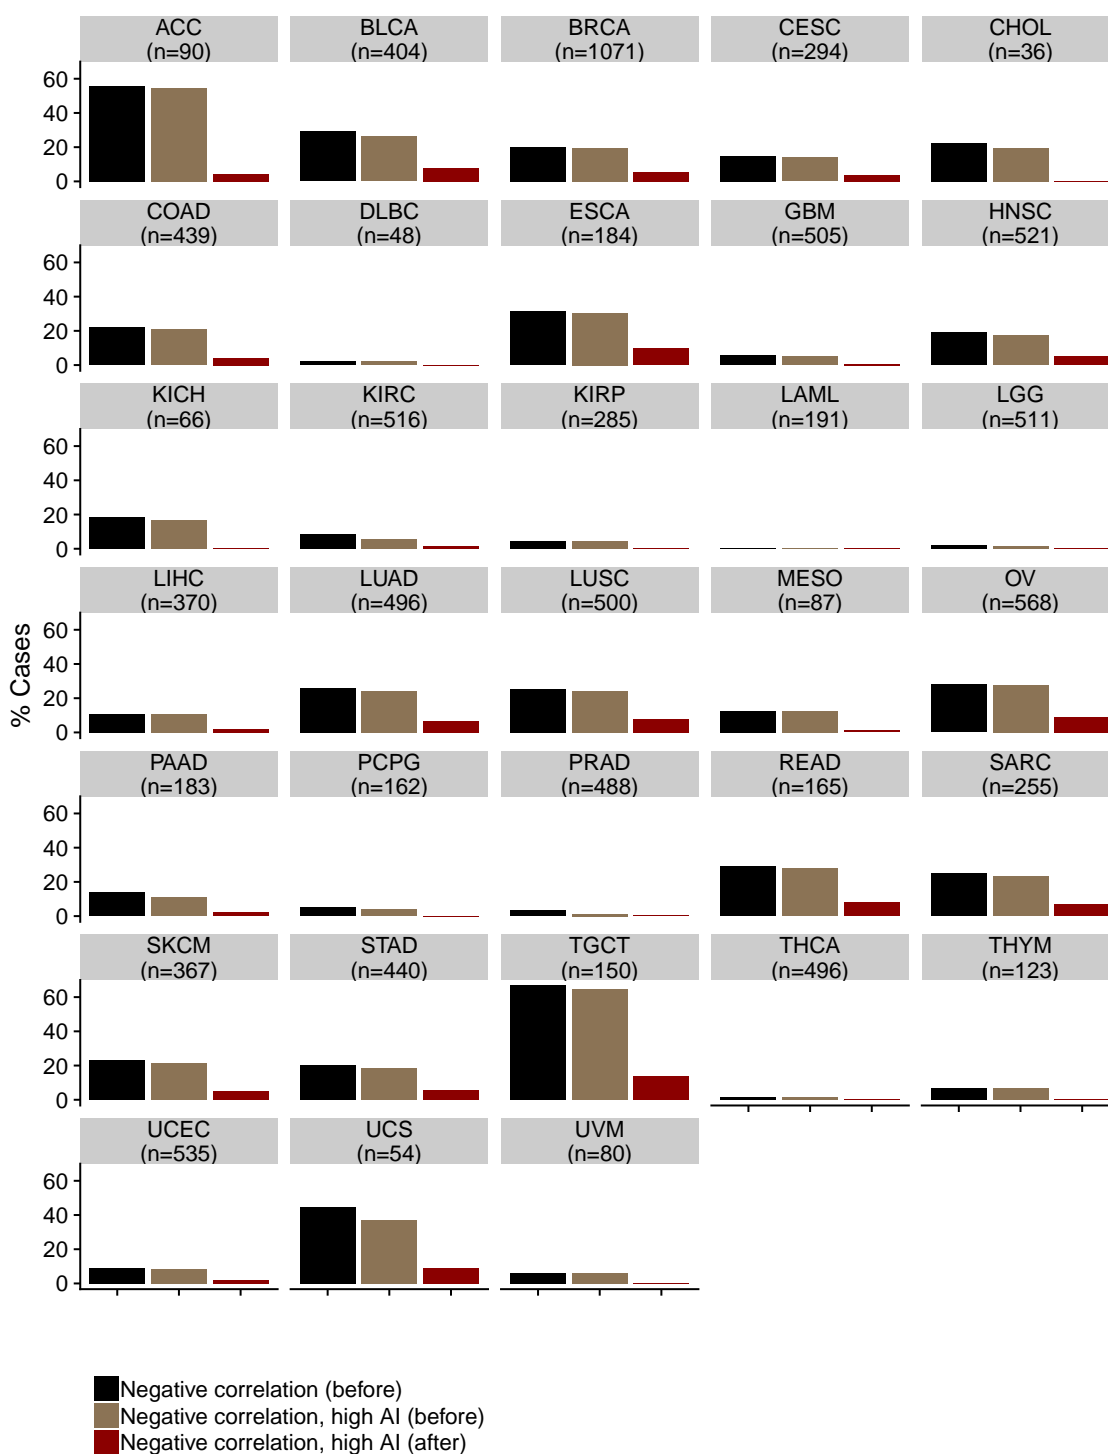 ACC BLCA BRCA CESC CHOL
(n=90) (n=404) (n=1071) (n=294) (n=36)
60
40
20
0
COAD DLBC ESCA GBM HNSC
(n=439) (n=48) (n=184) (n=505) (n=521)
60
40
20
0
KICH KIRC KIRP LAML LGG
(n=66) (n=516) (n=285) (n=191) (n=511)
60
40
20
0
LIHC LUAD LUSC MESO OV
(n=370) (n=496) (n=500) (n=87) (n=568)
60
40
20
0
% Cases
PAAD PCPG PRAD READ SARC
(n=183) (n=162) (n=488) (n=165) (n=255)
60
40
20
0
SKCM STAD TGCT THCA THYM
(n=367) (n=440) (n=150) (n=496) (n=123)
60
40
20
0
UCEC UCS UVM
(n=535) (n=54) (n=80)
60
40
20
0
Negative correlation (before)
Negative correlation, high AI (before)
Negative correlation, high AI (after)